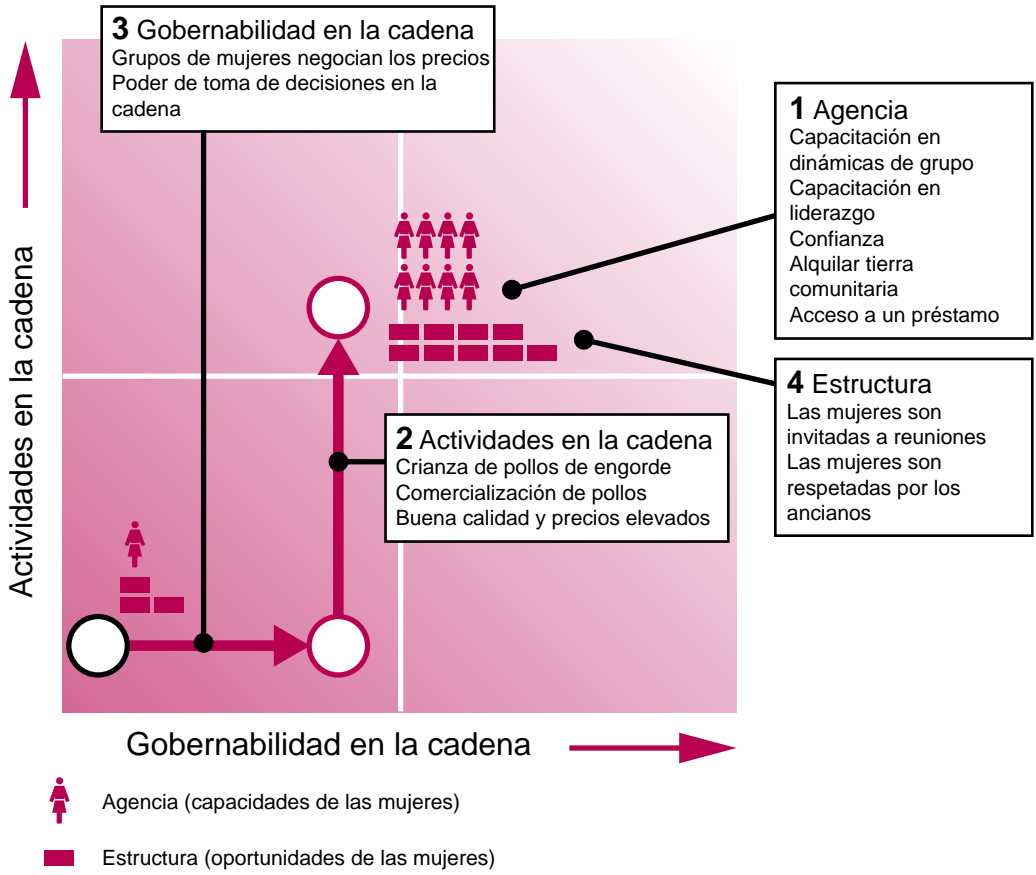 3 Gobernabilidad en la cadena
Grupos de mujeres negocian los precios
Poder de toma de decisiones en la
cadena
1 Agencia
Capacitación en
dinámicas de grupo
Capacitación en
liderazgo
Confianza
Alquilar tierra
comunitaria
Acceso a un préstamo
4 Estructura
Las mujeres son
invitadas a reuniones
Las mujeres son
respetadas por los
ancianos
2 Actividades en la cadena
Crianza de pollos de engorde
Comercialización de pollos
Buena calidad y precios elevados
Actividades en la cadena
Gobernabilidad en la cadena
Agencia (capacidades de las mujeres)
Estructura (oportunidades de las mujeres)